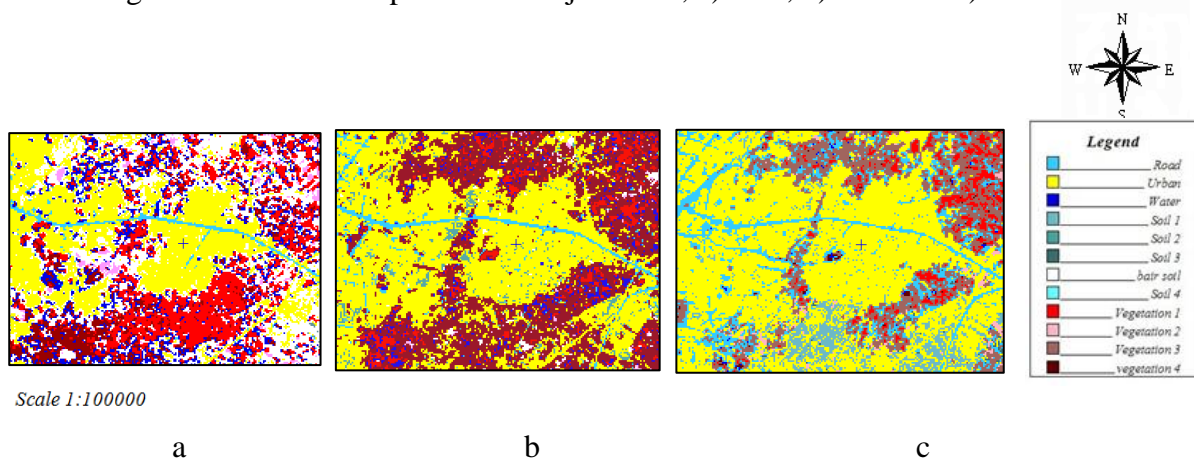 N
W E
S
Legend
Road
Urban
Water
Soil 1
Soil 2
Soil 3
bair soil
Soil 4
Vegetation 1
Vegetation 2
Vegetation 3
vegetation 4
Scale 1:100000
a b c